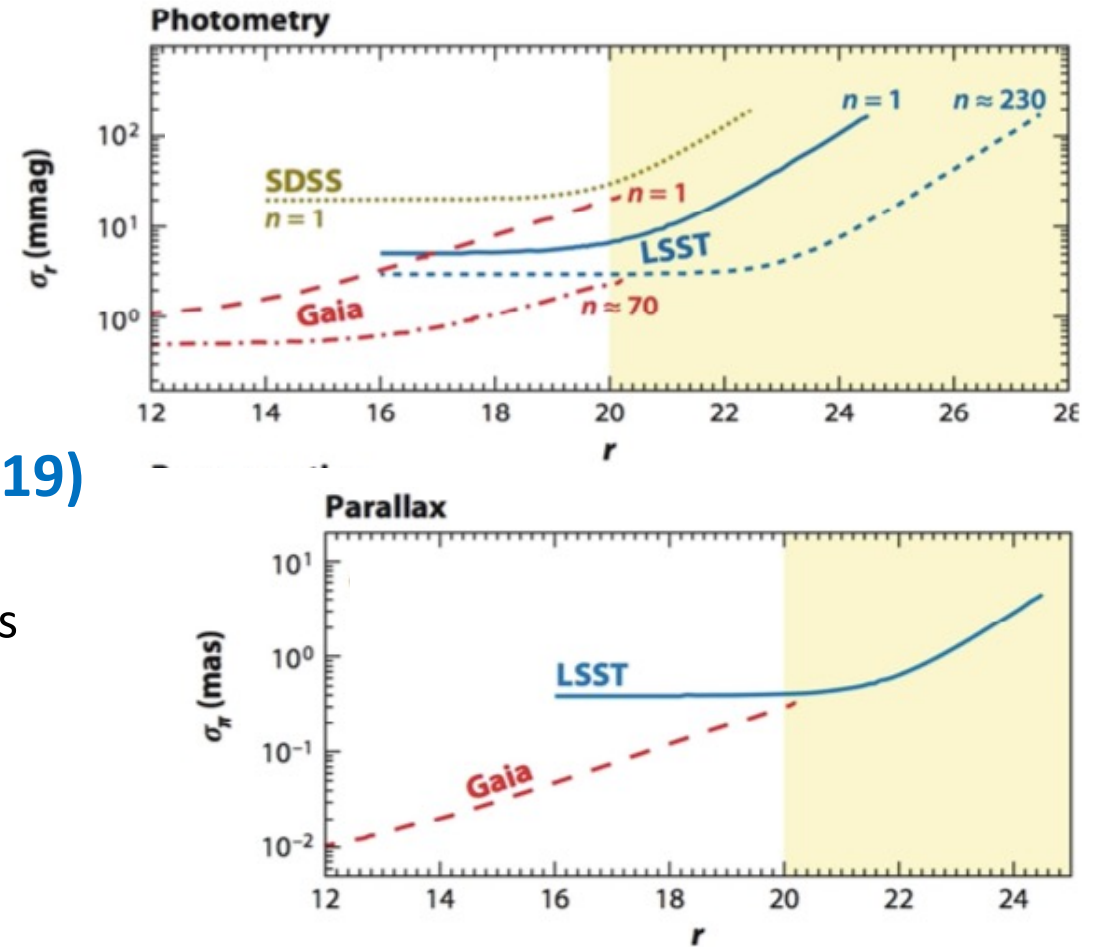 Photometry
10²
10¹
10⁰
σr (mmag)
SDSS
n = 1
Gaia
n = 1
n ≈ 70
LSST
n = 1
n ≈ 230
12 14 16 18 20 22 24 26 28
r
19)
s
Parallax
10¹
10⁰
10⁻¹
10⁻²
σπ (mas)
LSST
Gaia
12 14 16 18 20 22 24
r